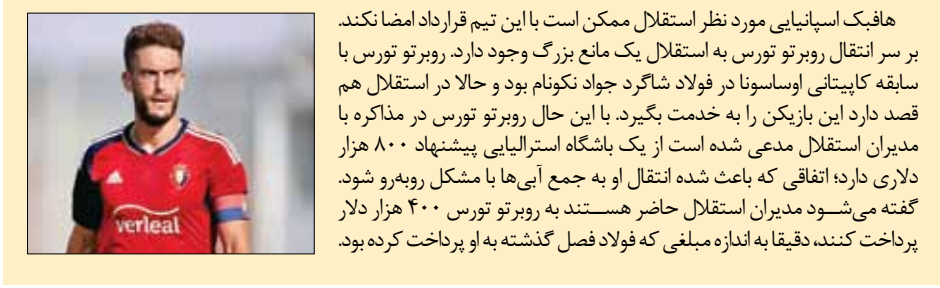 هافبک اسپانیایی مورد نظر استقلال ممکن است با این تیم قرارداد امضا نکند.
بر سر انتقال روبرتو تورس به استقلال یک مانع بزرگ وجود دارد. روبرتو تورس با
سابقه کاپیتانی اوساسونا در فولاد شاگرد جواد نکونام بود و حالا در استقلال هم
قصد دارد این بازیکن را به خدمت بگیرد. با این حال روبرتو تورس در مذاکره با
مدیران استقلال مدعی شده است از یک باشگاه استرالیایی پیشنهاد ۸۰۰ هزار
دلاری دارد؛ اتفاقی که باعث شده انتقال او به جمع آبی‌ها با مشکل روبه‌رو شود.
گفته می‌شود مدیران استقلال حاضر هستند به روبرتو تورس ۴۰۰ هزار دلار
پرداخت کنند، دقیقا به اندازه مبلغی که فولاد فصل گذشته به او پرداخت کرده بود.
verleal